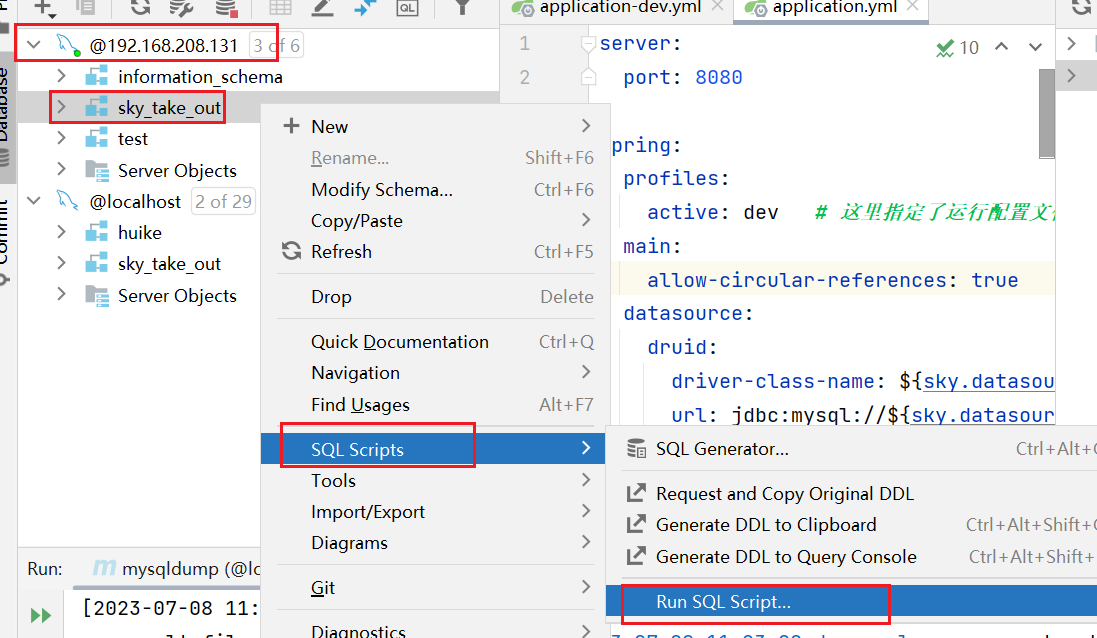 application-dev.yml
application.yml
@192.168.208.131 3 of 6
information_schema
sky_take_out
test
Server Objects
@localhost 2 of 29
huike
sky_take_out
Server Objects
Database
Commit
1 server:
2 port: 8080
10
pring:
profiles:
active: dev # 这里指定了运行配置文
main:
allow-circular-references: true
datasource:
druid:
driver-class-name: ${sky.datasou
url: jdbc:mysql://${sky.datasour
New
Rename... Shift+F6
Modify Schema... Ctrl+F6
Copy/Paste
Refresh Ctrl+F5
Drop Delete
Quick Documentation Ctrl+Q
Navigation
Find Usages Alt+F7
SQL Scripts
Tools
Import/Export
Diagrams
Git
Diagnostics
SQL Generator... Ctrl+Alt+
Request and Copy Original DDL
Generate DDL to Clipboard Ctrl+Alt+Shift+
Generate DDL to Query Console Ctrl+Alt+Shift+
Run SQL Script...
Run: mysqldump (@lo
[2023-07-08 11: